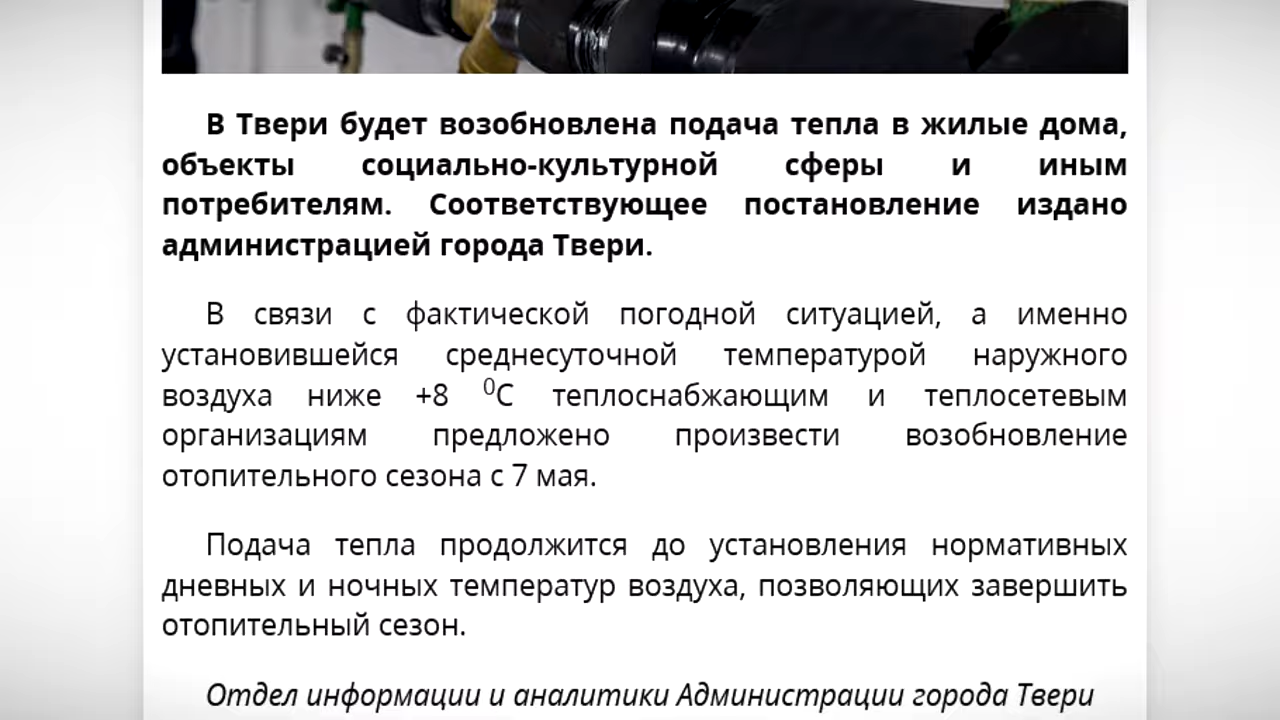 В Твери будет возобновлена подача тепла в жилые дома,
объекты социально-культурной сферы и иным
потребителям. Соответствующее постановление издано
администрацией города Твери.
В связи с фактической погодной ситуацией, а именно
установившейся среднесуточной температурой наружного
воздуха ниже +8 ⁰С теплоснабжающим и теплосетевым
организациям предложено произвести возобновление
отопительного сезона с 7 мая.
Подача тепла продолжится до установления нормативных
дневных и ночных температур воздуха, позволяющих завершить
отопительный сезон.
Отдел информации и аналитики Администрации города Твери